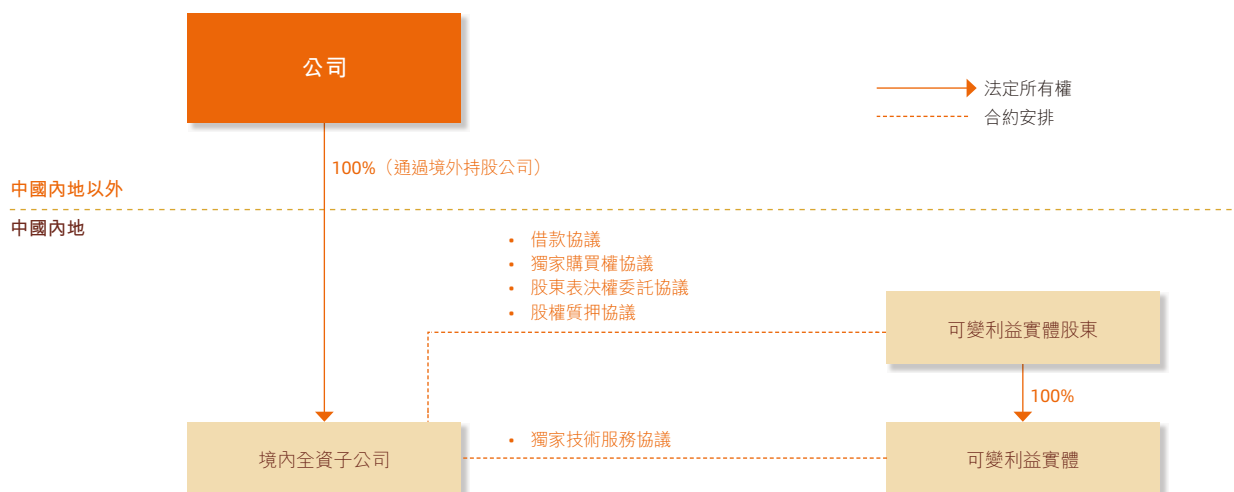 公司
法定所有權
合約安排
100%（通過境外持股公司）
中國內地以外
中國內地
• 借款協議
• 獨家購買權協議
• 股東表決權委託協議
• 股權質押協議
可變利益實體股東
100%
境內全資子公司
• 獨家技術服務協議
可變利益實體